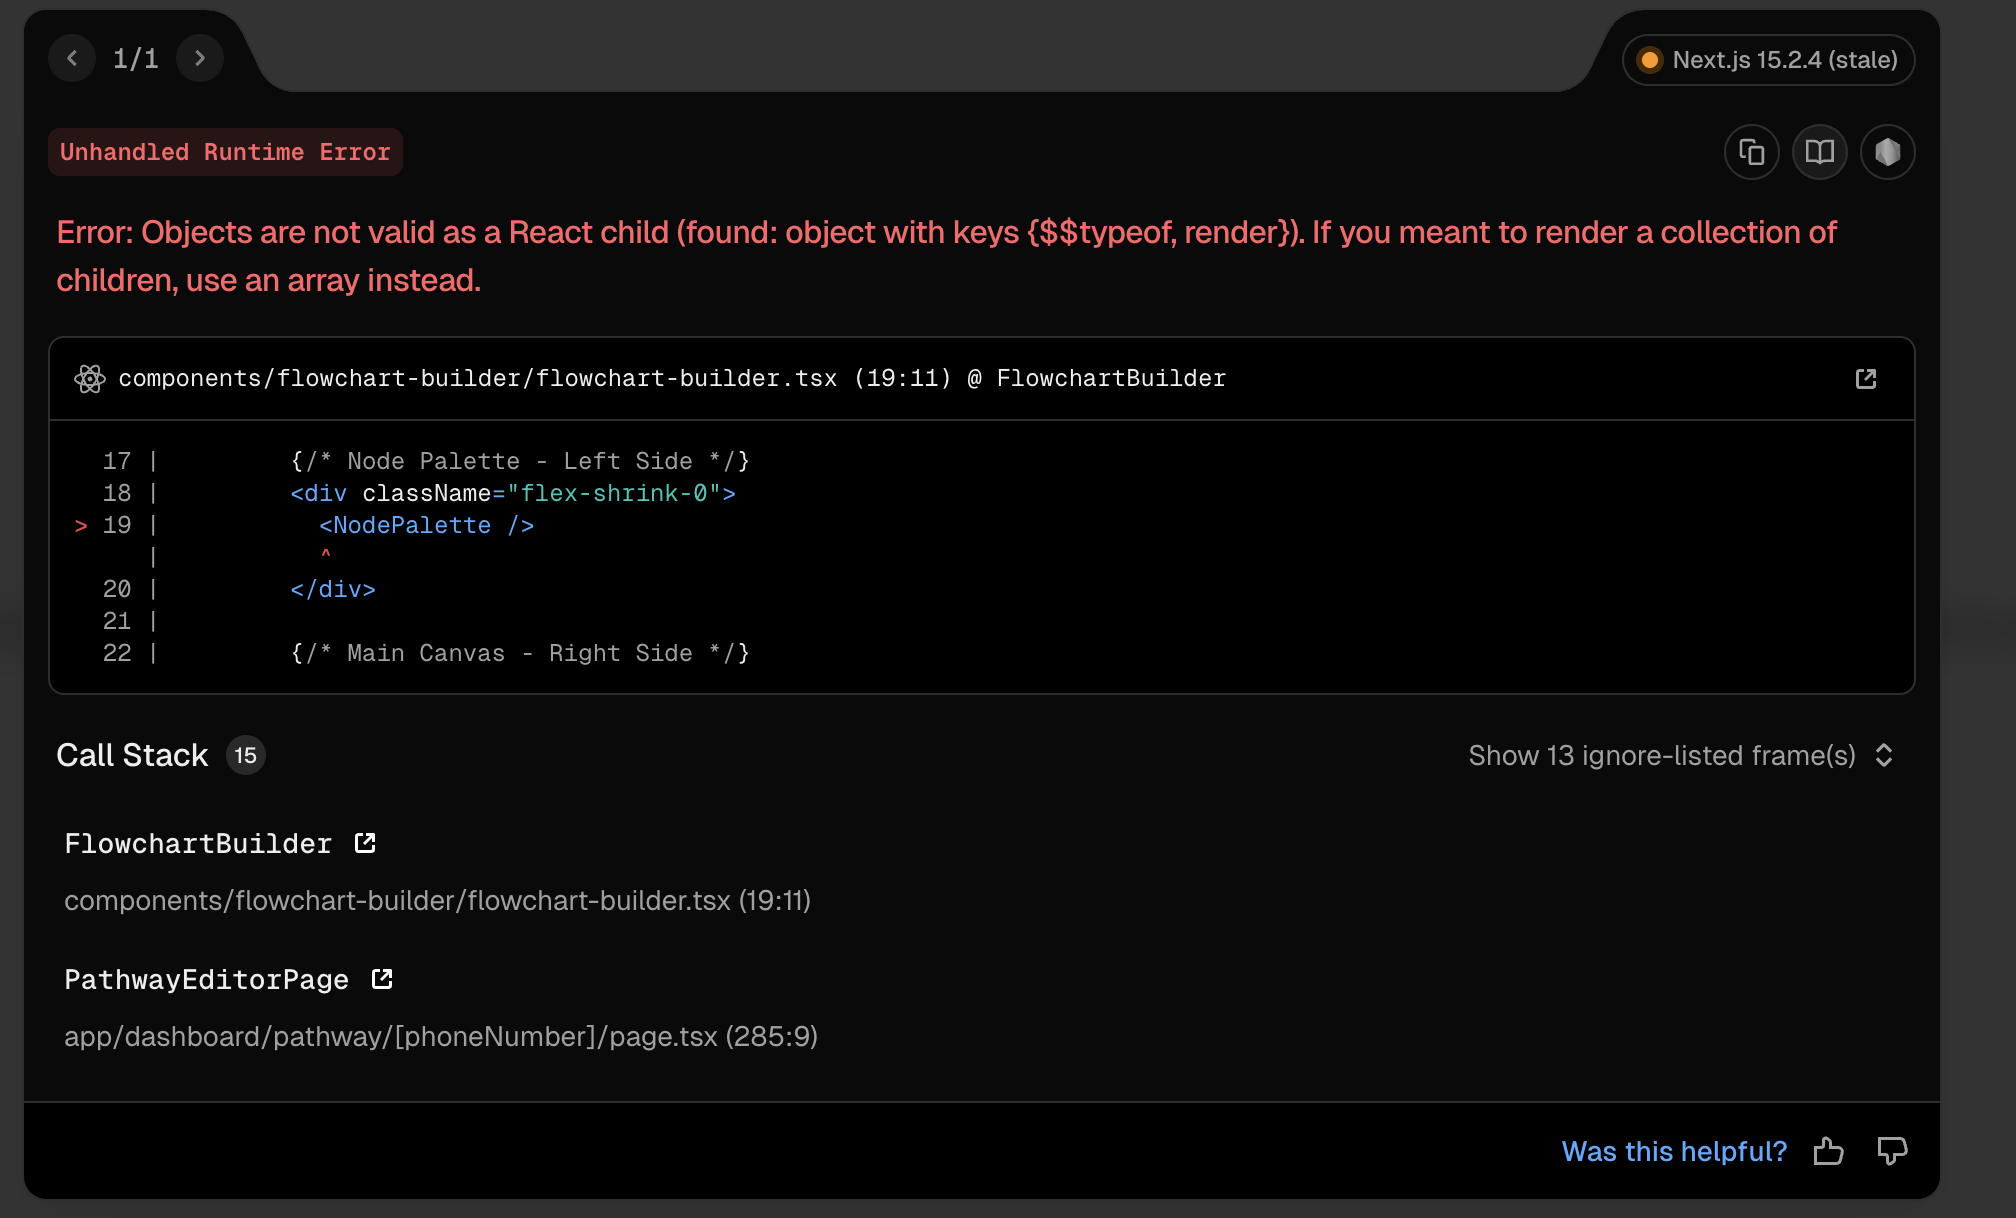 1/1
Next.js 15.2.4 (stale)
Unhandled Runtime Error
Error: Objects are not valid as a React child (found: object with keys {$$typeof, render}). If you meant to render a collection of
children, use an array instead.
components/flowchart-builder/flowchart-builder.tsx (19:11) @ FlowchartBuilder
17 |         {/* Node Palette - Left Side */}
18 |         <div className="flex-shrink-0">
> 19 |           <NodePalette />
|           ^
20 |         </div>
21 |
22 |         {/* Main Canvas - Right Side */}
Call Stack 15
Show 13 ignore-listed frame(s)
FlowchartBuilder
components/flowchart-builder/flowchart-builder.tsx (19:11)
PathwayEditorPage
app/dashboard/pathway/[phoneNumber]/page.tsx (285:9)
Was this helpful?